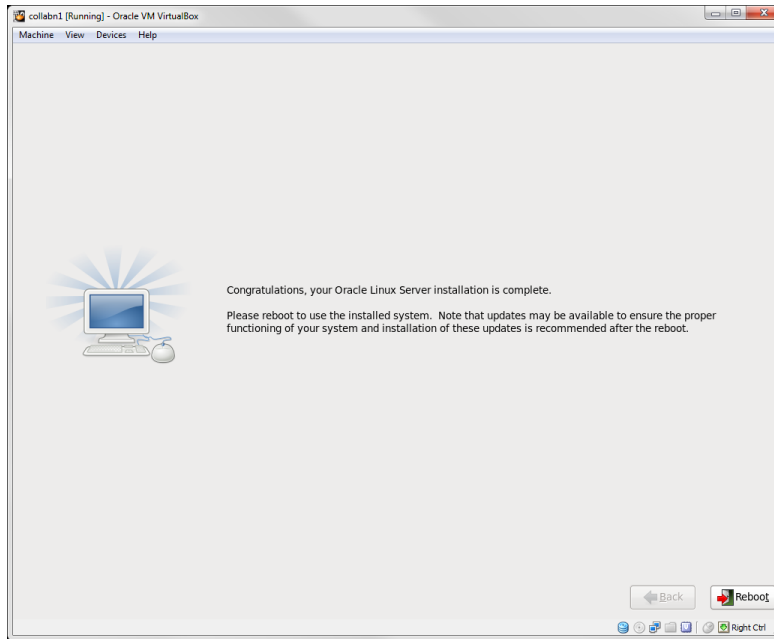 collabn1 [Running] - Oracle VM VirtualBox
Machine View Devices Help
Congratulations, your Oracle Linux Server installation is complete.
Please reboot to use the installed system. Note that updates may be available to ensure the proper
functioning of your system and installation of these updates is recommended after the reboot.
Back Reboot
Right Ctrl